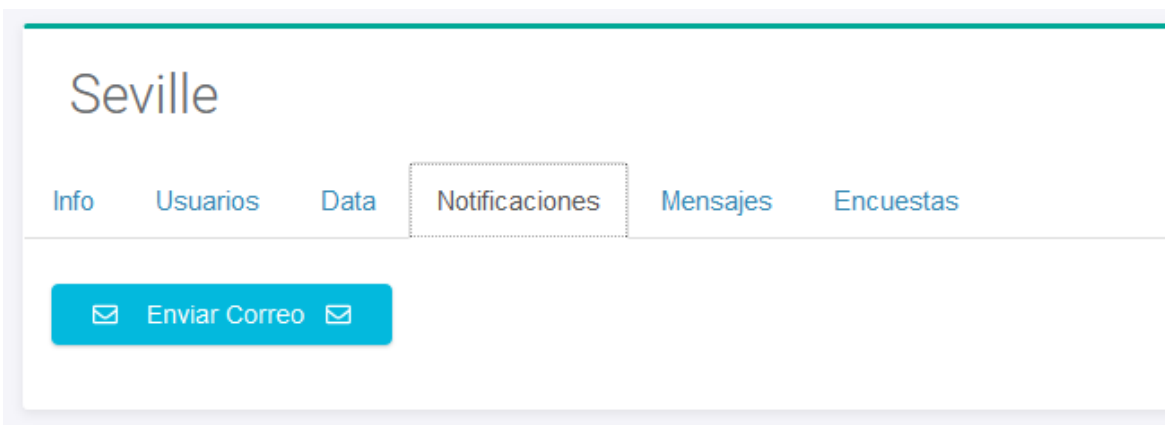 Seville
Info Usuarios Data Notificaciones Mensajes Encuestas
Enviar Correo